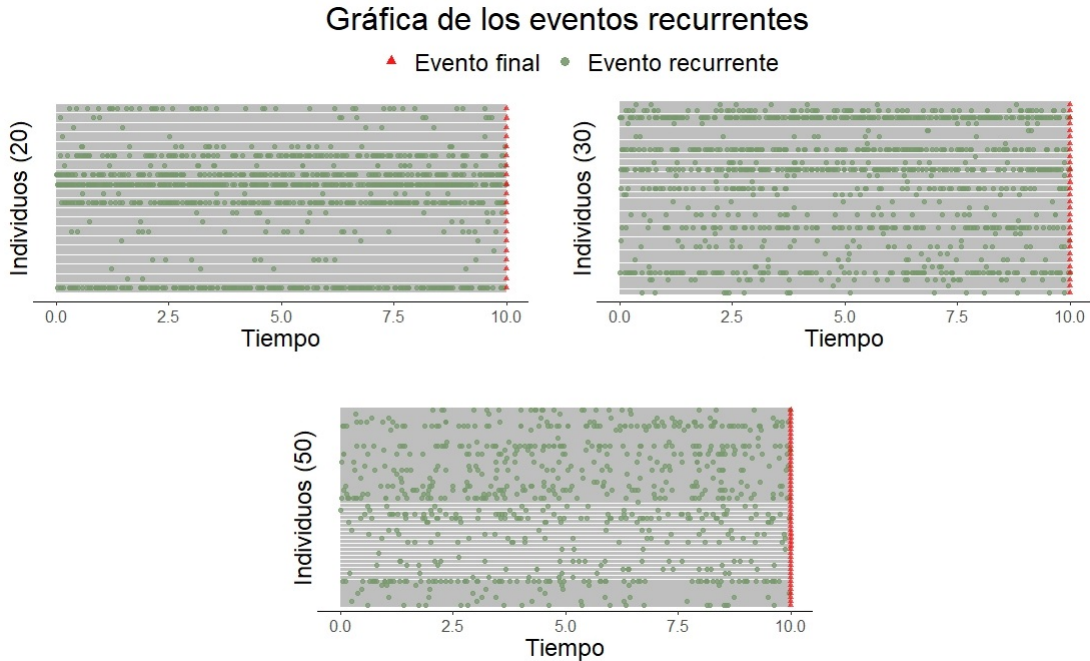 Gráfica de los eventos recurrentes
Evento final Evento recurrente
Individuos (20)
0.0 2.5 5.0 7.5 10.0
Tiempo
Individuos (30)
0.0 2.5 5.0 7.5 10.0
Tiempo
Individuos (50)
0.0 2.5 5.0 7.5 10.0
Tiempo